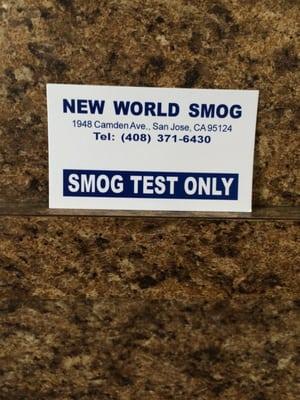 NEW WORLD SMOG
1948 Camden Ave., San Jose, CA 95124
Tel: (408) 371-6430
SMOG TEST ONLY